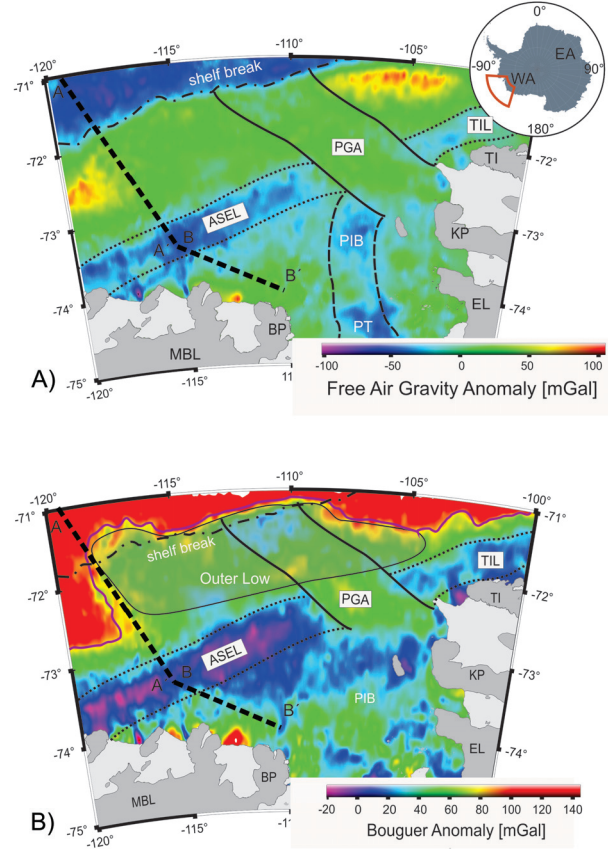 A)
-120°
-115°
-110°
-105°
0°
EA
-90°
WA
90°
180°
-71°
A
shelf break
TIL
-72°
PGA
TI
-72°
ASEL
-73°
A´
B
PIB
KP
-73°
B´
-74°
EL
-74°
PT
BP
MBL
-75°
-120°
-115°
11
-100
-50
0
50
100
Free Air Gravity Anomaly [mGal]
B)
-120°
-115°
-110°
-105°
-100°
-71°
A
-71°
shelf break
Outer Low
TIL
-72°
PGA
TI
-72°
ASEL
-73°
A´
B
PIB
KP
-73°
B´
-74°
EL
-74°
BP
MBL
-75°
-120°
-115°
-110°
-20
0
20
40
60
80
100
120
140
Bouguer Anomaly [mGal]